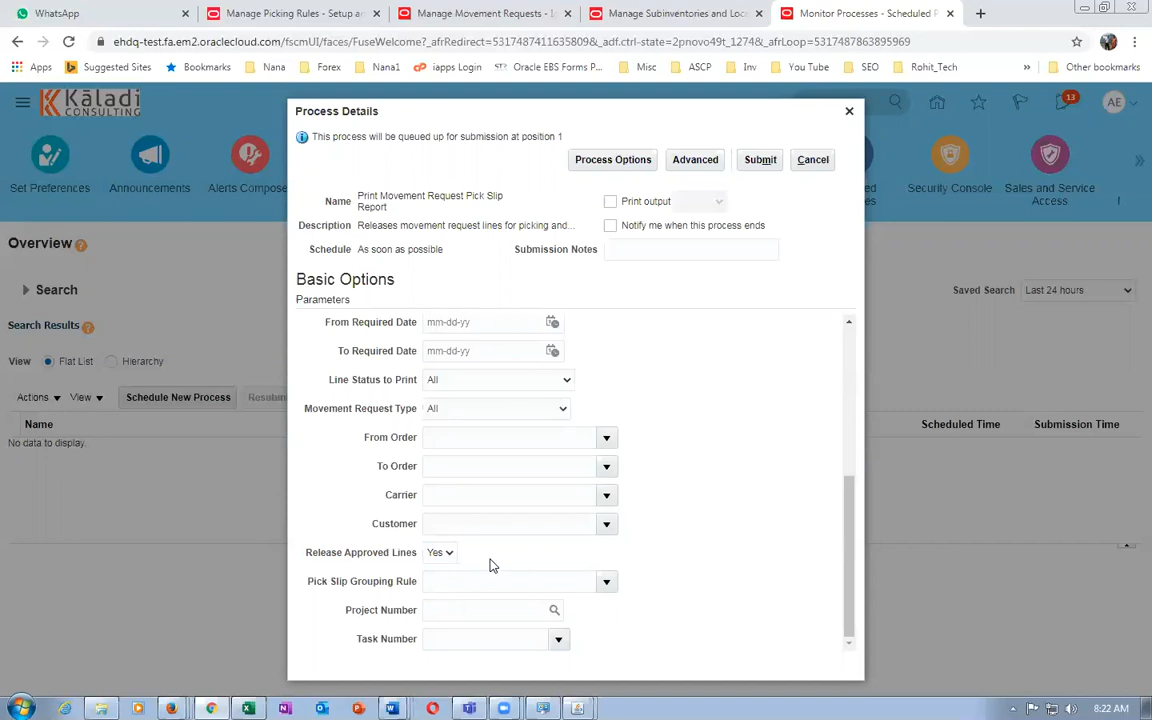 WhatsApp
Manage Picking Rules - Setup an
Manage Movement Requests - I
Manage Subinventories and Loc
Monitor Processes - Scheduled P
ehdq-test.fa.em2.oraclecloud.com/fscmUI/faces/FuseWelcome?_afrRedirect=5317487411635809&_adf.ctrl-state=2pnovo49t_1274&_afrLoop=5317487863895969
Apps
Suggested Sites
Bookmarks
Nana
Forex
Nana1
iapps Login
Oracle EBS Forms P...
Misc
ASCP
Inv
You Tube
SEO
Rohit_Tech
»
Other bookmarks
Kāladi
CONSULTING
13
AE
Set Preferences
Announcements
Alerts Compose
Security Console
Sales and Service
Access
Overview
Search
Saved Search
Last 24 hours
Search Results
View
Flat List
Hierarchy
Actions
View
Schedule New Process
Resubm
Name
Scheduled Time
Submission Time
No data to display.
Process Details
This process will be queued up for submission at position 1
Process Options
Advanced
Submit
Cancel
Name
Print Movement Request Pick Slip
Report
Print output
Description
Releases movement request lines for picking and...
Notify me when this process ends
Schedule
As soon as possible
Submission Notes
Basic Options
Parameters
From Required Date
mm-dd-yy
To Required Date
mm-dd-yy
Line Status to Print
All
Movement Request Type
All
From Order
To Order
Carrier
Customer
Release Approved Lines
Yes
Pick Slip Grouping Rule
Project Number
Task Number
8:22 AM